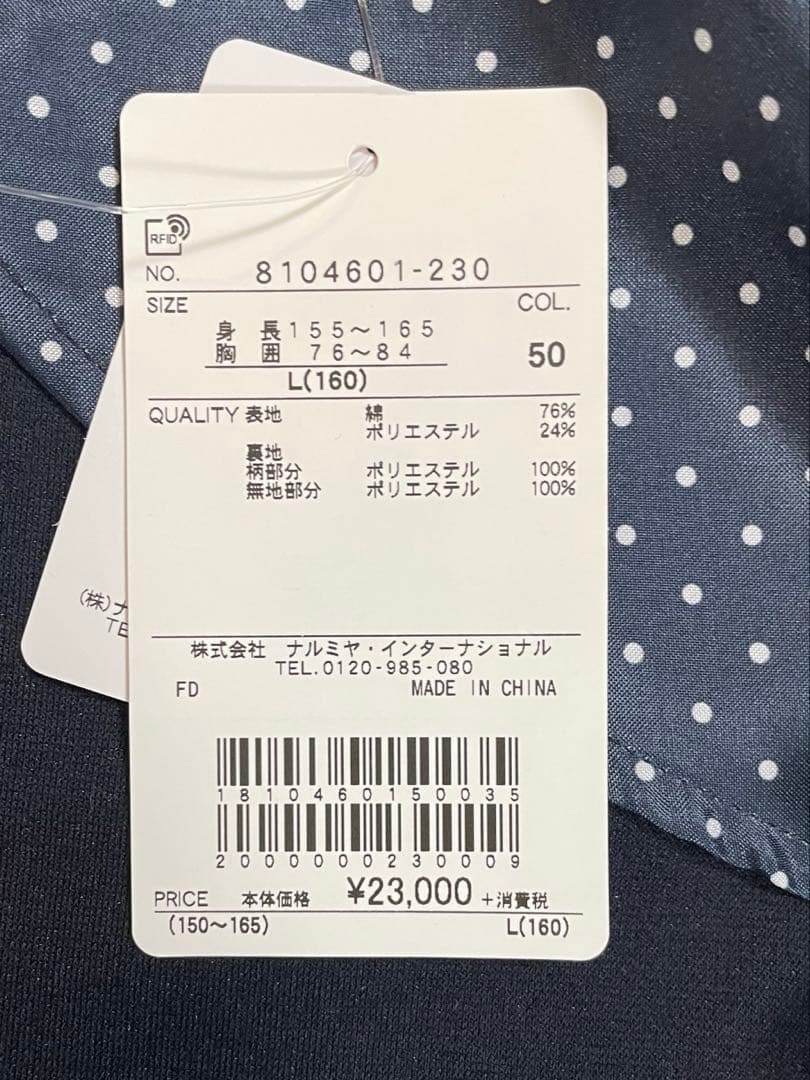 RFID
NO. 8104601-230
SIZE COL.
身 長 155～165
胸 囲 76～84
50
L(160)
QUALITY 表地 綿 76%
ポリエステル 24%
裏地
柄部分 ポリエステル 100%
無地部分 ポリエステル 100%
(株)ナ
TE
株式会社 ナルミヤ・インターナショナル
TEL.0120-985-080
FD MADE IN CHINA
1810460150035
2000000230009
PRICE 本体価格 ¥23,000 +消費税
(150～165) L(160)